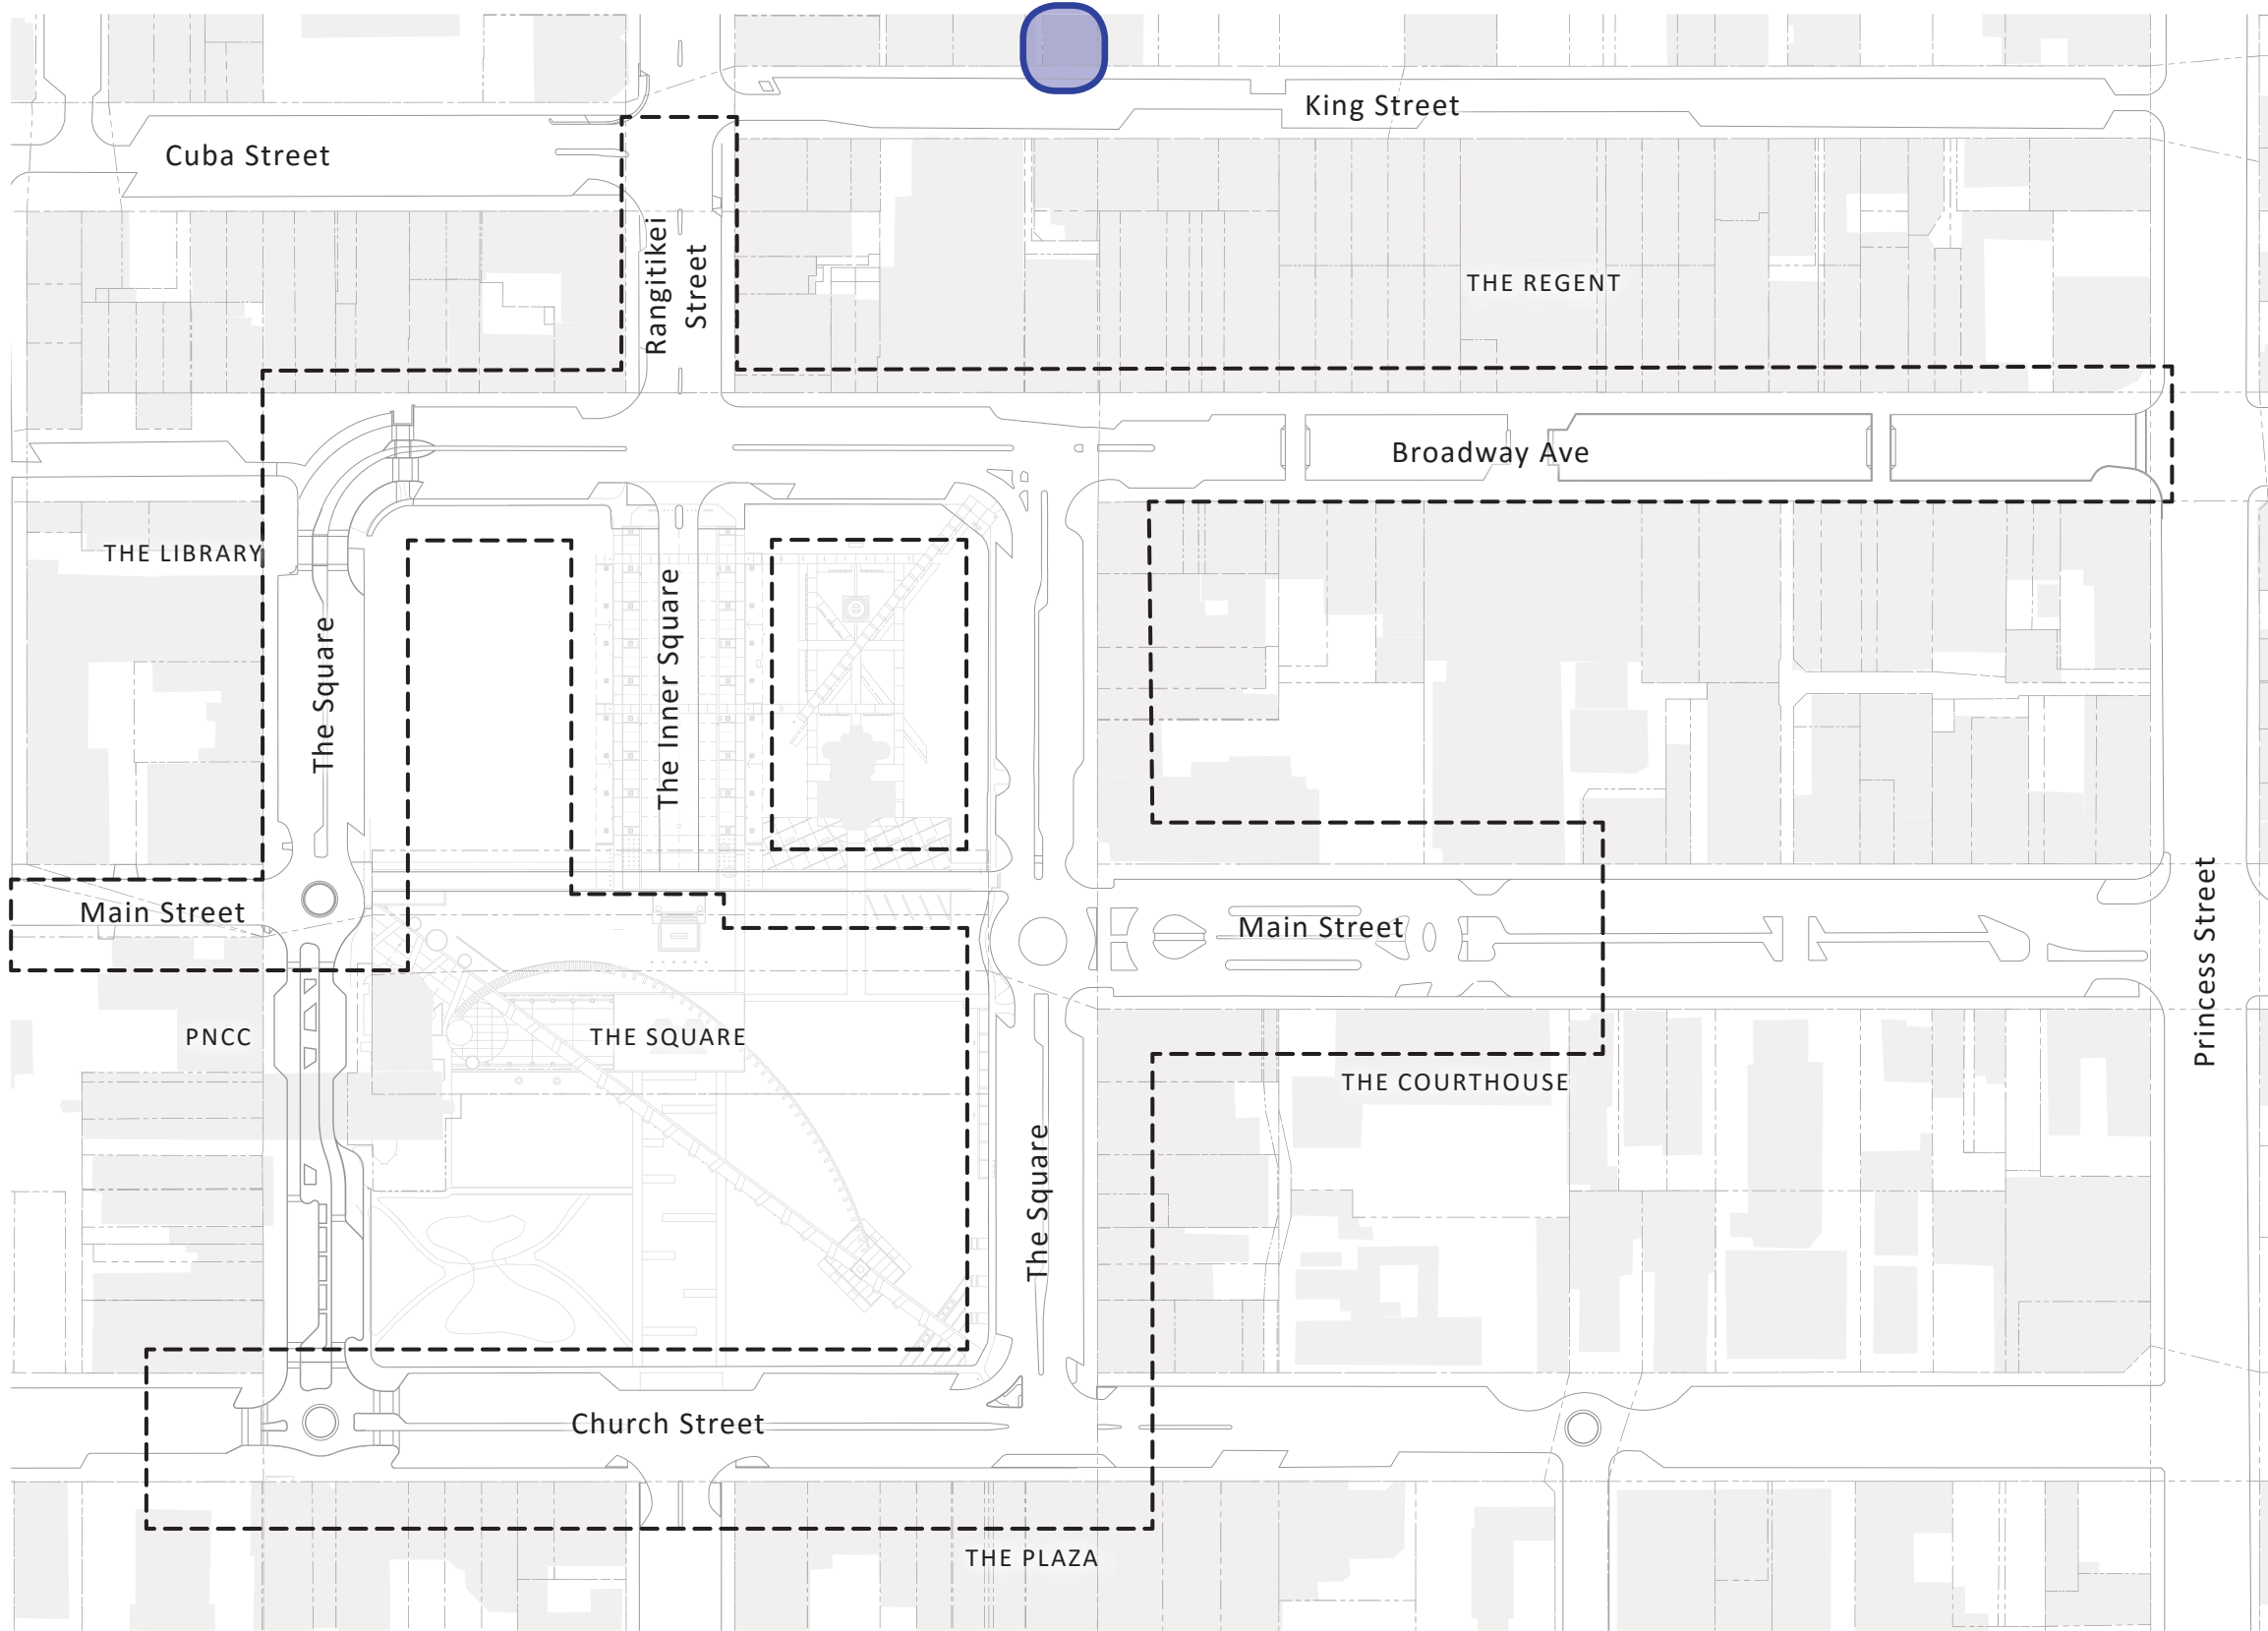 King Street
Cuba Street
Rangitikei
Street
THE REGENT
Broadway Ave
THE LIBRARY
The Square
The Inner Square
Main Street
Main Street
Princess Street
PNCC
THE SQUARE
THE COURTHOUSE
The Square
Church Street
THE PLAZA